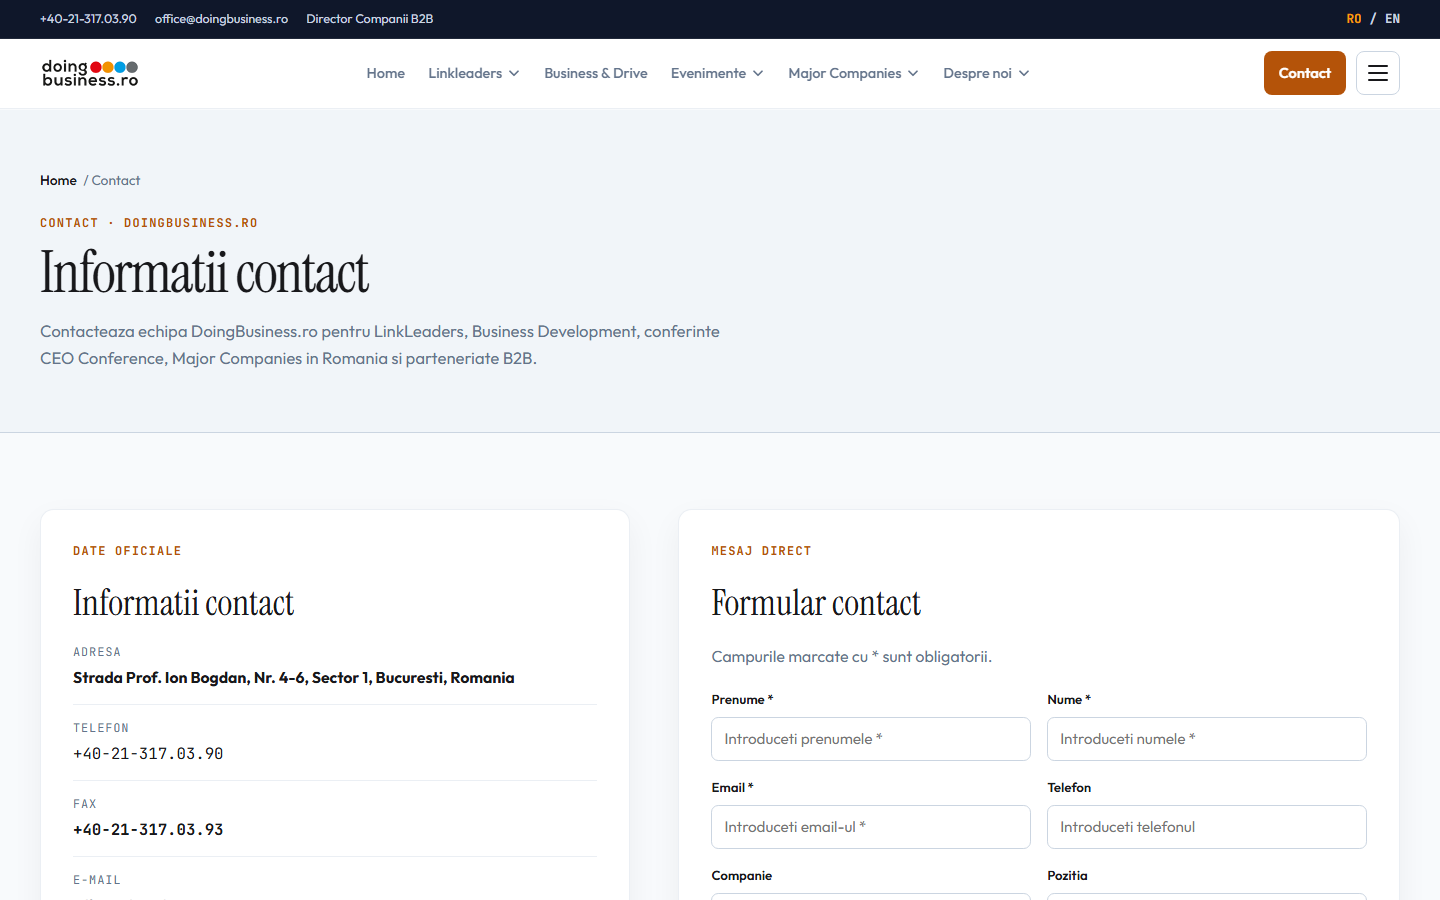 +40-21-317.03.90 office@doingbusiness.ro Director Companii B2B RO / EN
doing
business.ro
Home Linkleaders Business & Drive Evenimente Major Companies Despre noi Contact
Home / Contact
CONTACT · DOINGBUSINESS.RO
Informatii contact
Contacteaza echipa DoingBusiness.ro pentru LinkLeaders, Business Development, conferinte
CEO Conference, Major Companies in Romania si parteneriate B2B.
DATE OFICIALE
Informatii contact
ADRESA
Strada Prof. Ion Bogdan, Nr. 4-6, Sector 1, Bucuresti, Romania
TELEFON
+40-21-317.03.90
FAX
+40-21-317.03.93
E-MAIL
MESAJ DIRECT
Formular contact
Campurile marcate cu * sunt obligatorii.
Prenume * Nume *
Introduceti prenumele * Introduceti numele *
Email * Telefon
Introduceti email-ul * Introduceti telefonul
Companie Pozitia